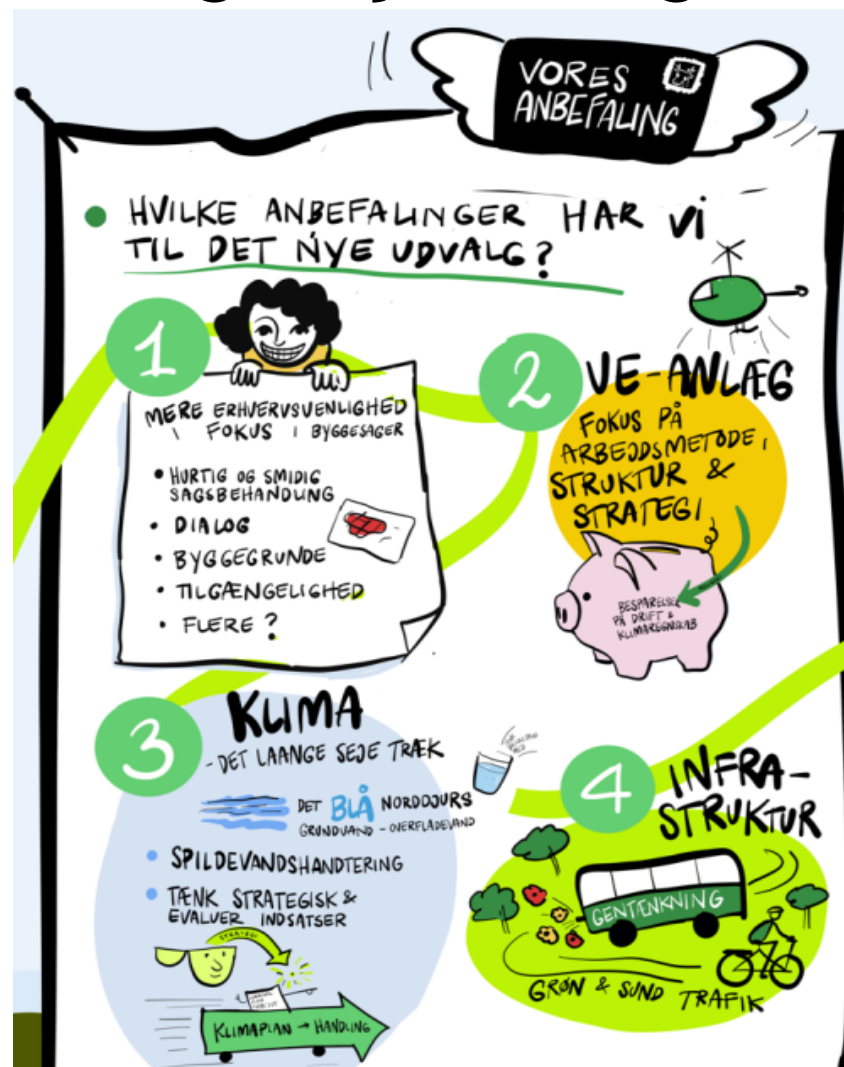 VORES
ANBEFALING
HVILKE ANBEFALINGER HAR VI
TIL DET NYE UDVALG?
1
MERE ERHVERVSVENLIGHED
I FOKUS I BYGGESAGER
• HURTIG OG SMIDIG
SAGSBEHANDLING
• DIALOG
• BYGGEGRUNDE
• TILGÆNGELIGHED
• FLERE?
2
VE-ANLÆG
FOKUS PÅ
ARBEJDSMETODE,
STRUKTUR &
STRATEGI
BESPARELSE
PÅ DRIFT &
KLIMAREGNSKAB
3
KLIMA
- DET LAANGE SEJE TRÆK
DET BLÅ NORDDJURS
GRUNDVAND - OVERFLADEVAND
• SPILDEVANDSHANDTERING
• TÆNK STRATEGISK &
EVALUER INDSATSER
STRATEGI
KLIMAPLAN → HANDLING
4
INFRA-
STRUKTUR
GENTÆNKNING
GRØN & SUND TRAFIK